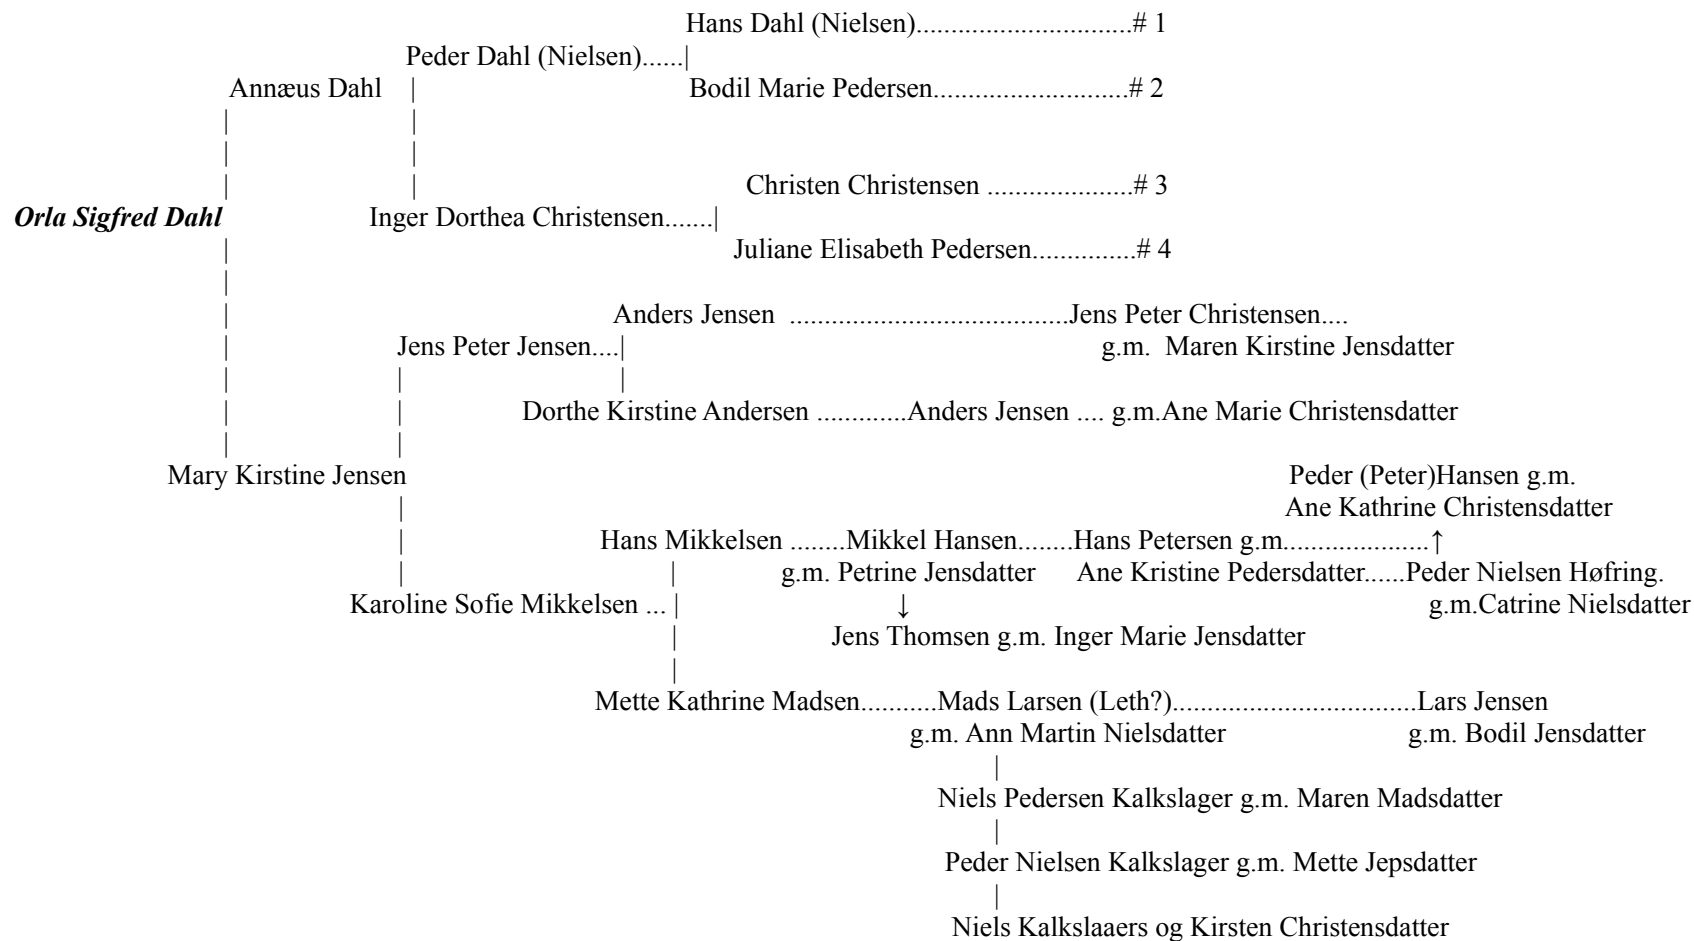 Hans Dahl (Nielsen)...............................# 1
Peder Dahl (Nielsen)......|
Annæus Dahl | Bodil Marie Pedersen............................# 2
Christen Christensen .....................# 3
Orla Sigfred Dahl Inger Dorthea Christensen.......|
Juliane Elisabeth Pedersen...............# 4
Anders Jensen ........................................Jens Peter Christensen....
Jens Peter Jensen....| g.m. Maren Kirstine Jensdatter
Dorthe Kirstine Andersen .............Anders Jensen .... g.m.Ane Marie Christensdatter
Mary Kirstine Jensen Peder (Peter)Hansen g.m.
Ane Kathrine Christensdatter
Hans Mikkelsen ........Mikkel Hansen........Hans Petersen g.m.....................↑
g.m. Petrine Jensdatter Ane Kristine Pedersdatter......Peder Nielsen Høfring.
Karoline Sofie Mikkelsen ... | ↓ g.m.Catrine Nielsdatter
Jens Thomsen g.m. Inger Marie Jensdatter
Mette Kathrine Madsen...........Mads Larsen (Leth?)...................................Lars Jensen
g.m. Ann Martin Nielsdatter g.m. Bodil Jensdatter
Niels Pedersen Kalkslager g.m. Maren Madsdatter
Peder Nielsen Kalkslager g.m. Mette Jepsdatter
Niels Kalkslaaers og Kirsten Christensdatter